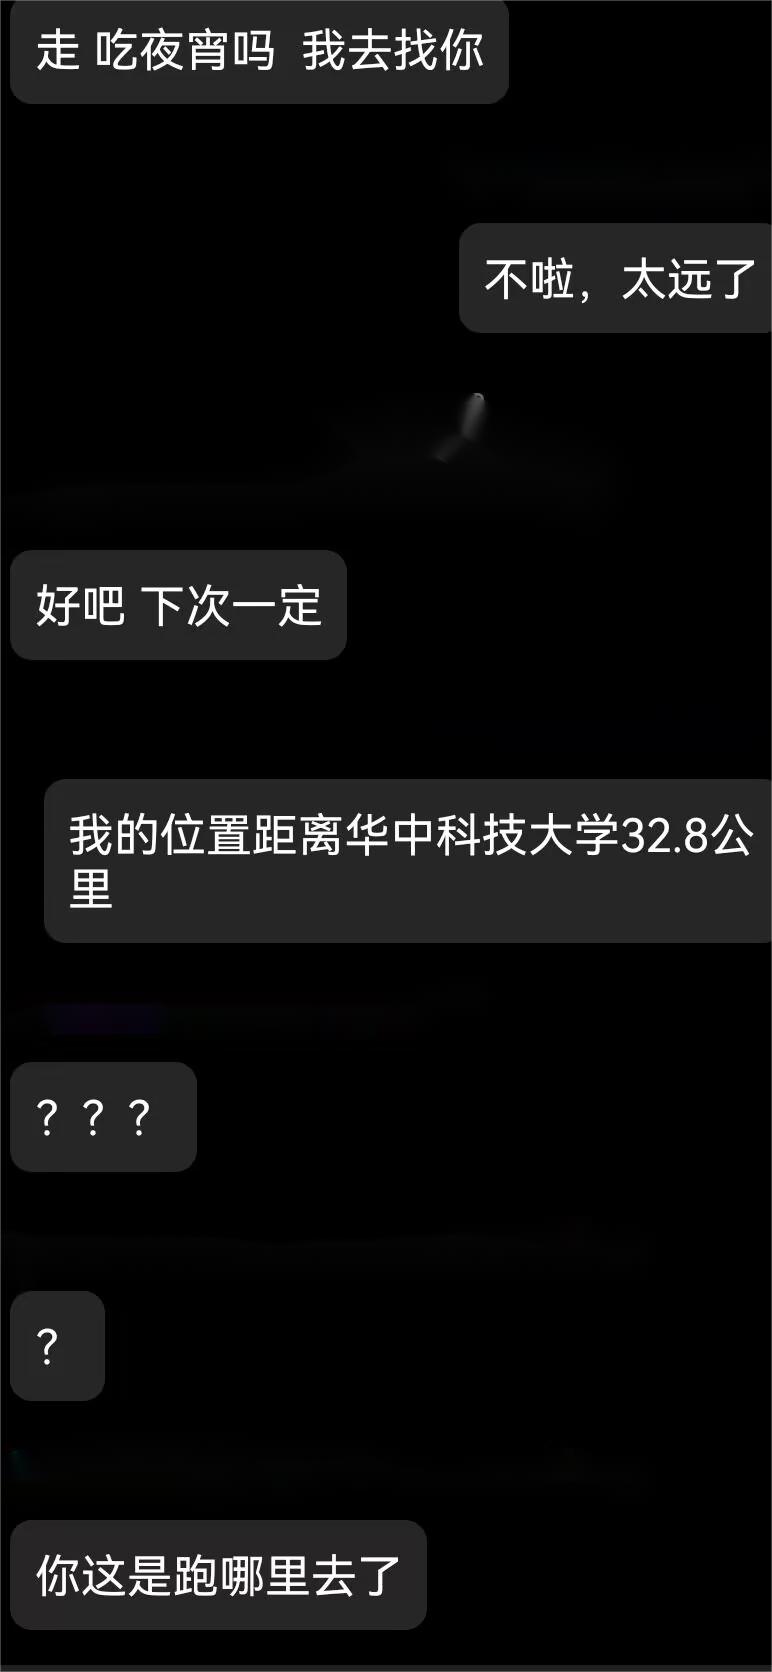 走 吃夜宵吗  我去找你
不啦，太远了
好吧 下次一定
我的位置距离华中科技大学32.8公
里
？？？
？
你这是跑哪里去了